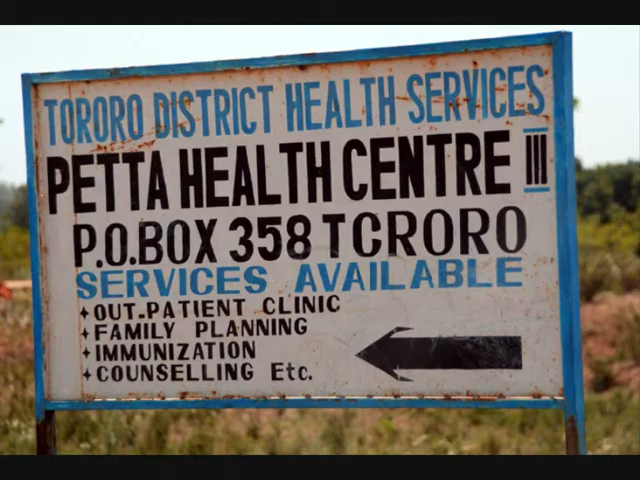 TORORO DISTRICT HEALTH SERVICES
PETTA HEALTH CENTRE III
P.O.BOX 358 TCRORO
SERVICES AVAILABLE
OUT.PATIENT CLINIC
FAMILY PLANNING
IMMUNIZATION
COUNSELLING Etc.